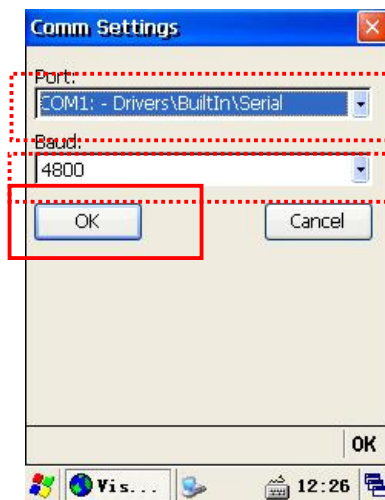 Comm Settings
Port:
COM1: - Drivers\BuiltIn\Serial
Baud:
4800
OK Cancel
OK
Vis... 12:26